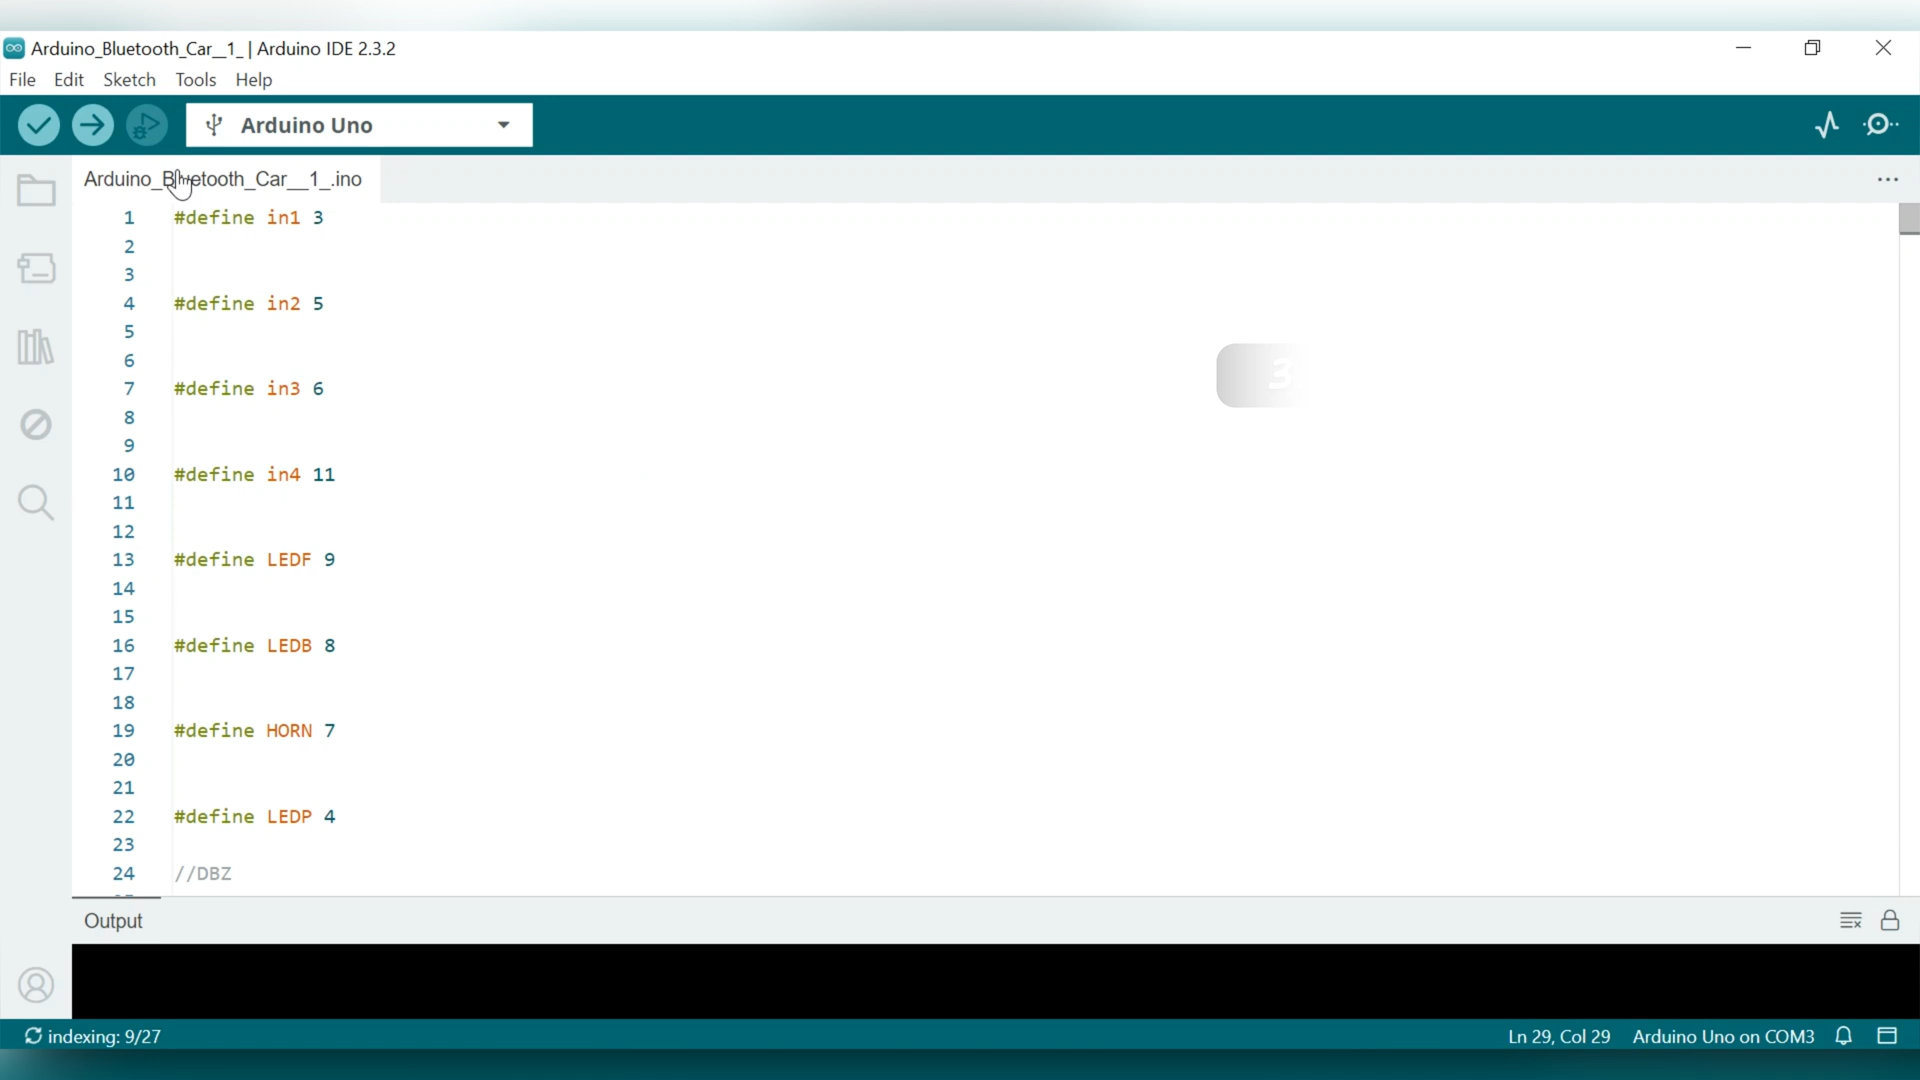 Arduino_Bluetooth_Car__1_ | Arduino IDE 2.3.2
File Edit Sketch Tools Help
Arduino Uno
Arduino_Bluetooth_Car__1_.ino
1 #define in1 3
2
3
4 #define in2 5
5
6
7 #define in3 6
8
9
10 #define in4 11
11
12
13 #define LEDF 9
14
15
16 #define LEDB 8
17
18
19 #define HORN 7
20
21
22 #define LEDP 4
23
24 //DBZ
3
Output
indexing: 9/27
Ln 29, Col 29 Arduino Uno on COM3